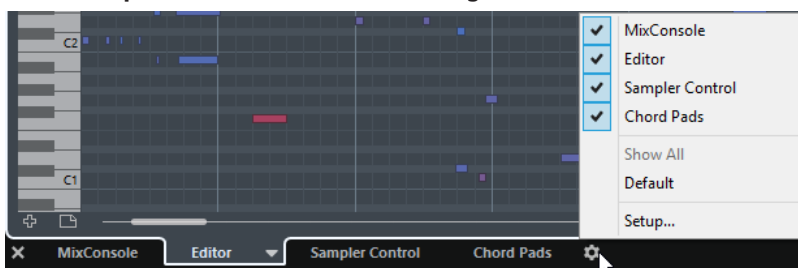 MixConsole
C2
Editor
Sampler Control
Chord Pads
Show All
C1
Default
Setup...
MixConsole Editor Sampler Control Chord Pads